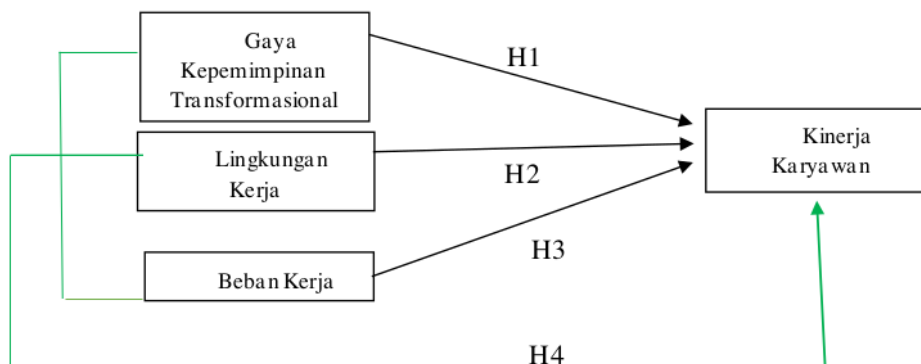 Gaya
Kepemimpinan
Transformasional
H1
Lingkungan
Kerja
H2
Kinerja
Karyawan
Beban Kerja
H3
H4